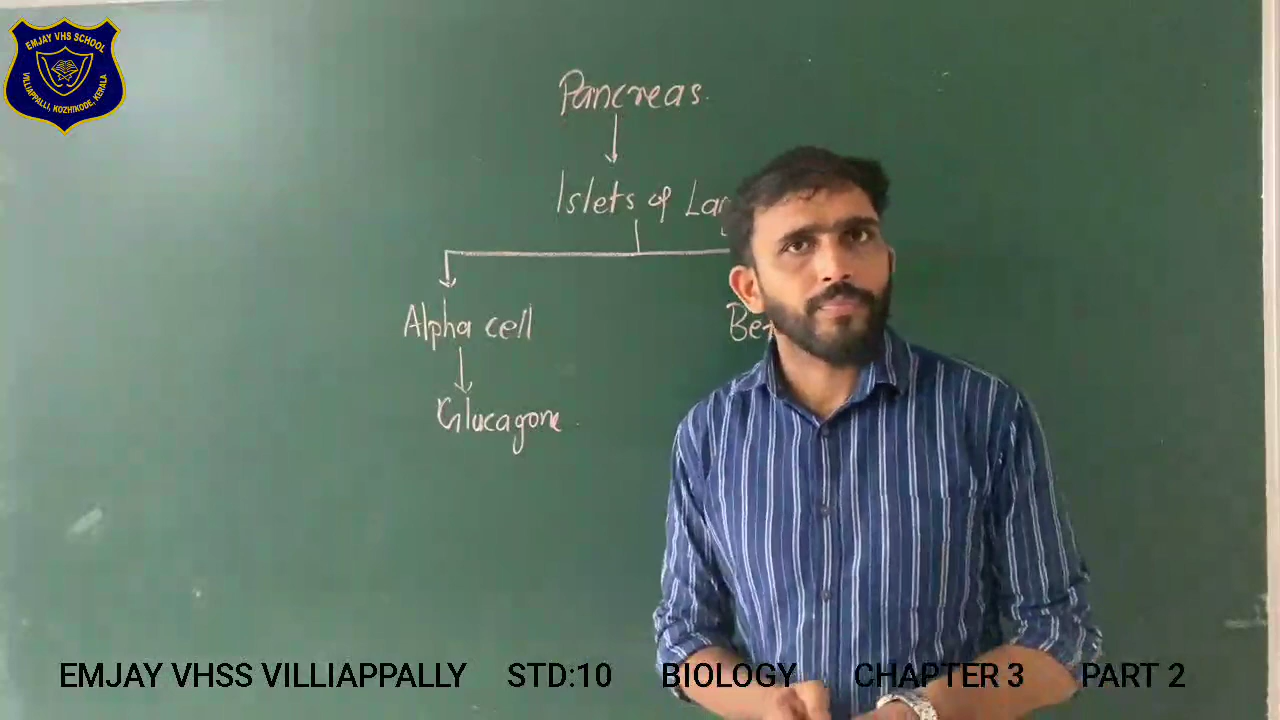 EMJAY VHS SCHOOL
VILLIAPPALLI, KOZHIKODE, KERALA
Pancreas.
Islets of Lar
Alpha cell
Bet
Glucagone.
EMJAY VHSS VILLIAPPALLY STD:10 BIOLOGY CHAPTER 3 PART 2